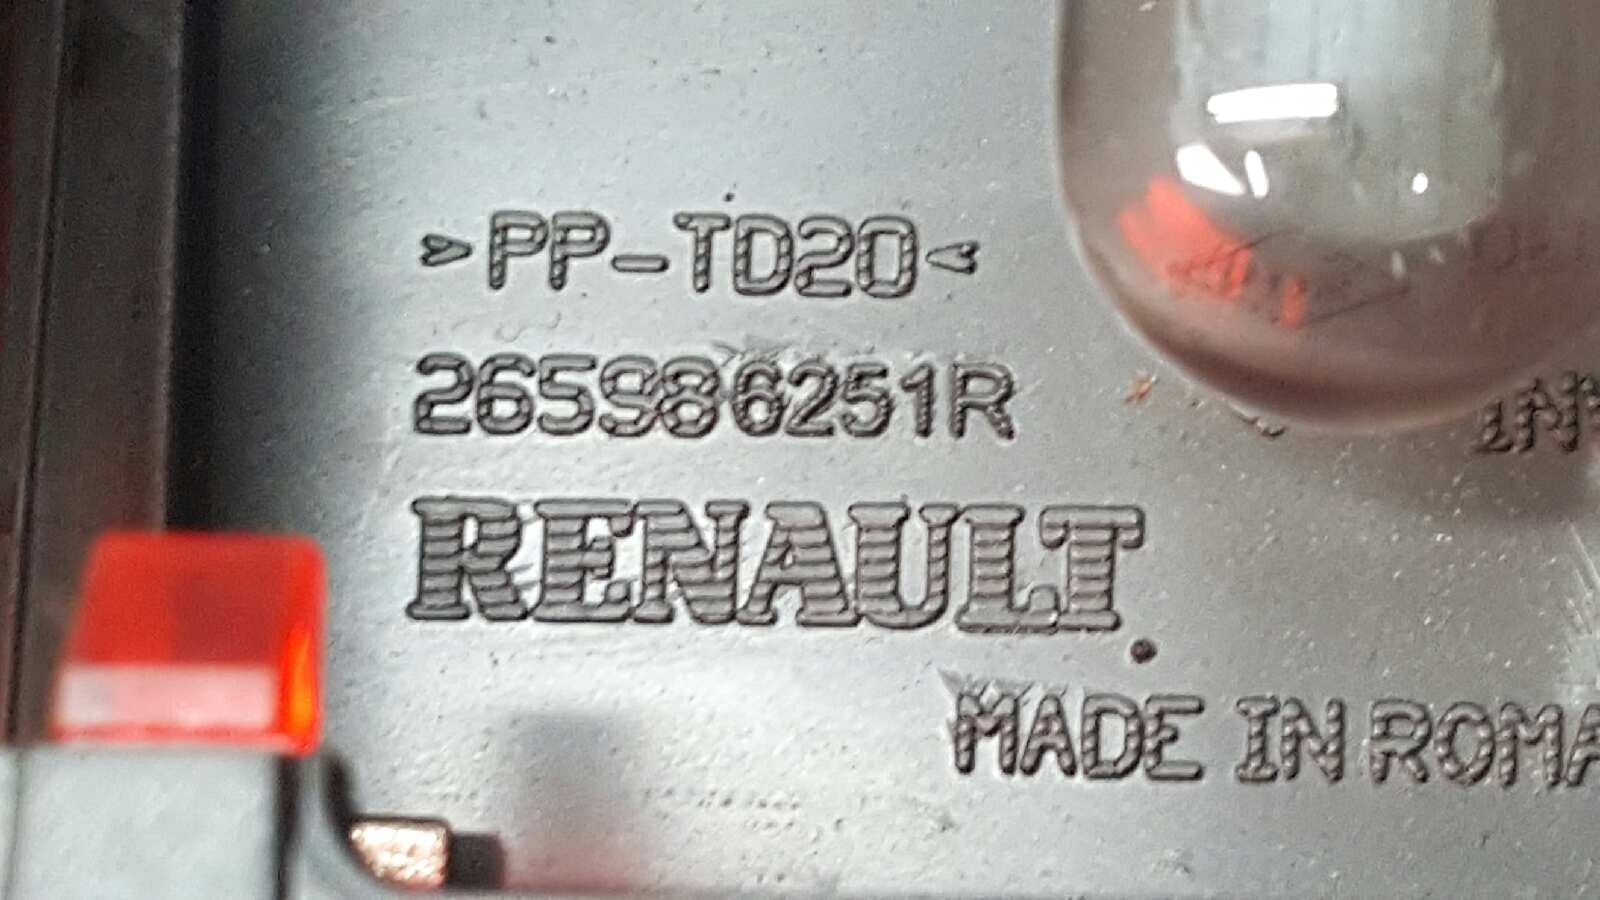 >PP-TD20<
265986251R
RENAULT.
MADE IN ROMA